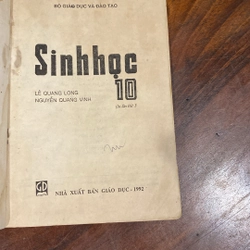 BỘ GIÁO DỤC VÀ ĐÀO TẠO
Sinh học
10
LÊ QUANG LONG
NGUYỄN QUANG VINH
NHÀ XUẤT BẢN GIÁO DỤC - 1992